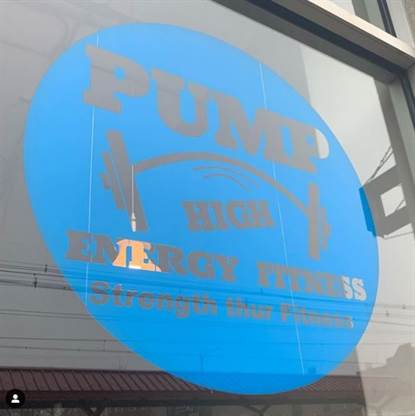 PUMP
HIGH
ENERGY FITNESS
Strength thur Fitness